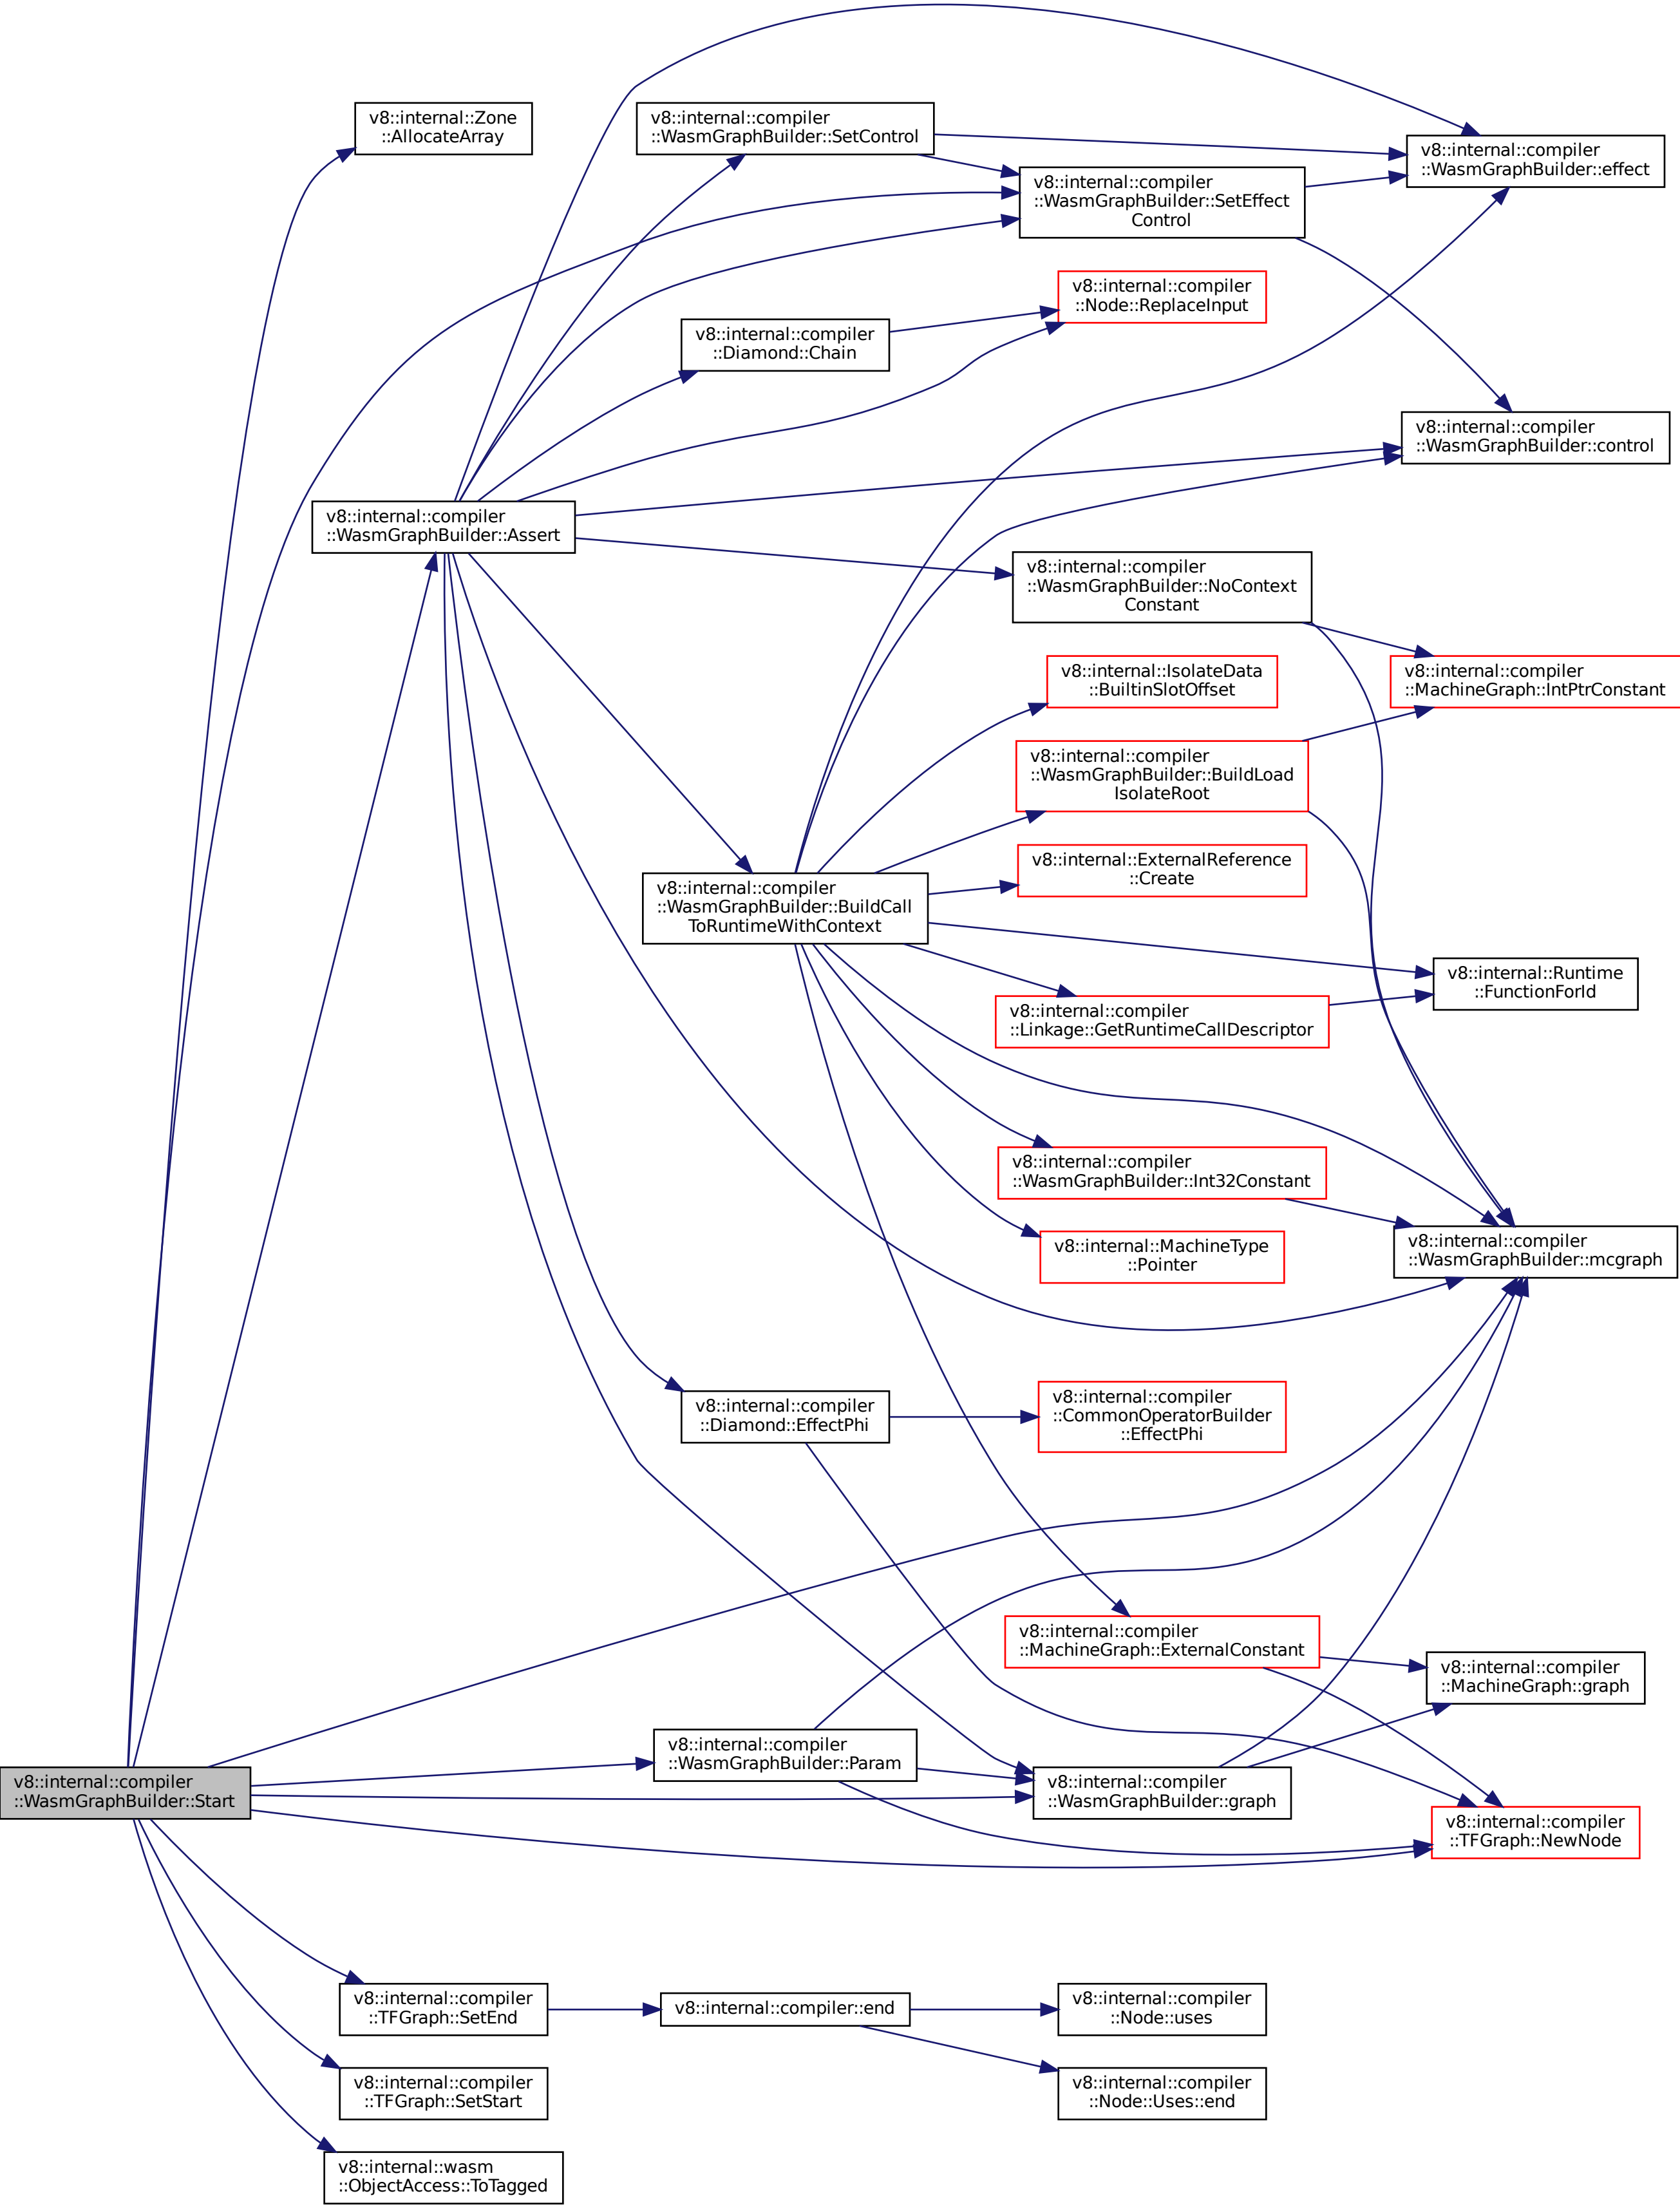 v8::internal::Zone
::AllocateArray
v8::internal::compiler
::WasmGraphBuilder::SetControl
v8::internal::compiler
::WasmGraphBuilder::effect
v8::internal::compiler
::WasmGraphBuilder::SetEffect
Control
v8::internal::compiler
::Node::ReplaceInput
v8::internal::compiler
::Diamond::Chain
v8::internal::compiler
::WasmGraphBuilder::control
v8::internal::compiler
::WasmGraphBuilder::Assert
v8::internal::compiler
::WasmGraphBuilder::NoContext
Constant
v8::internal::IsolateData
::BuiltinSlotOffset
v8::internal::compiler
::MachineGraph::IntPtrConstant
v8::internal::compiler
::WasmGraphBuilder::BuildLoad
IsolateRoot
v8::internal::ExternalReference
::Create
v8::internal::compiler
::WasmGraphBuilder::BuildCall
ToRuntimeWithContext
v8::internal::Runtime
::FunctionForId
v8::internal::compiler
::Linkage::GetRuntimeCallDescriptor
v8::internal::compiler
::WasmGraphBuilder::Int32Constant
v8::internal::MachineType
::Pointer
v8::internal::compiler
::WasmGraphBuilder::mcgraph
v8::internal::compiler
::Diamond::EffectPhi
v8::internal::compiler
::CommonOperatorBuilder
::EffectPhi
v8::internal::compiler
::MachineGraph::ExternalConstant
v8::internal::compiler
::MachineGraph::graph
v8::internal::compiler
::WasmGraphBuilder::Param
v8::internal::compiler
::WasmGraphBuilder::Start
v8::internal::compiler
::WasmGraphBuilder::graph
v8::internal::compiler
::TFGraph::NewNode
v8::internal::compiler
::TFGraph::SetEnd
v8::internal::compiler::end
v8::internal::compiler
::Node::uses
v8::internal::compiler
::TFGraph::SetStart
v8::internal::compiler
::Node::Uses::end
v8::internal::wasm
::ObjectAccess::ToTagged